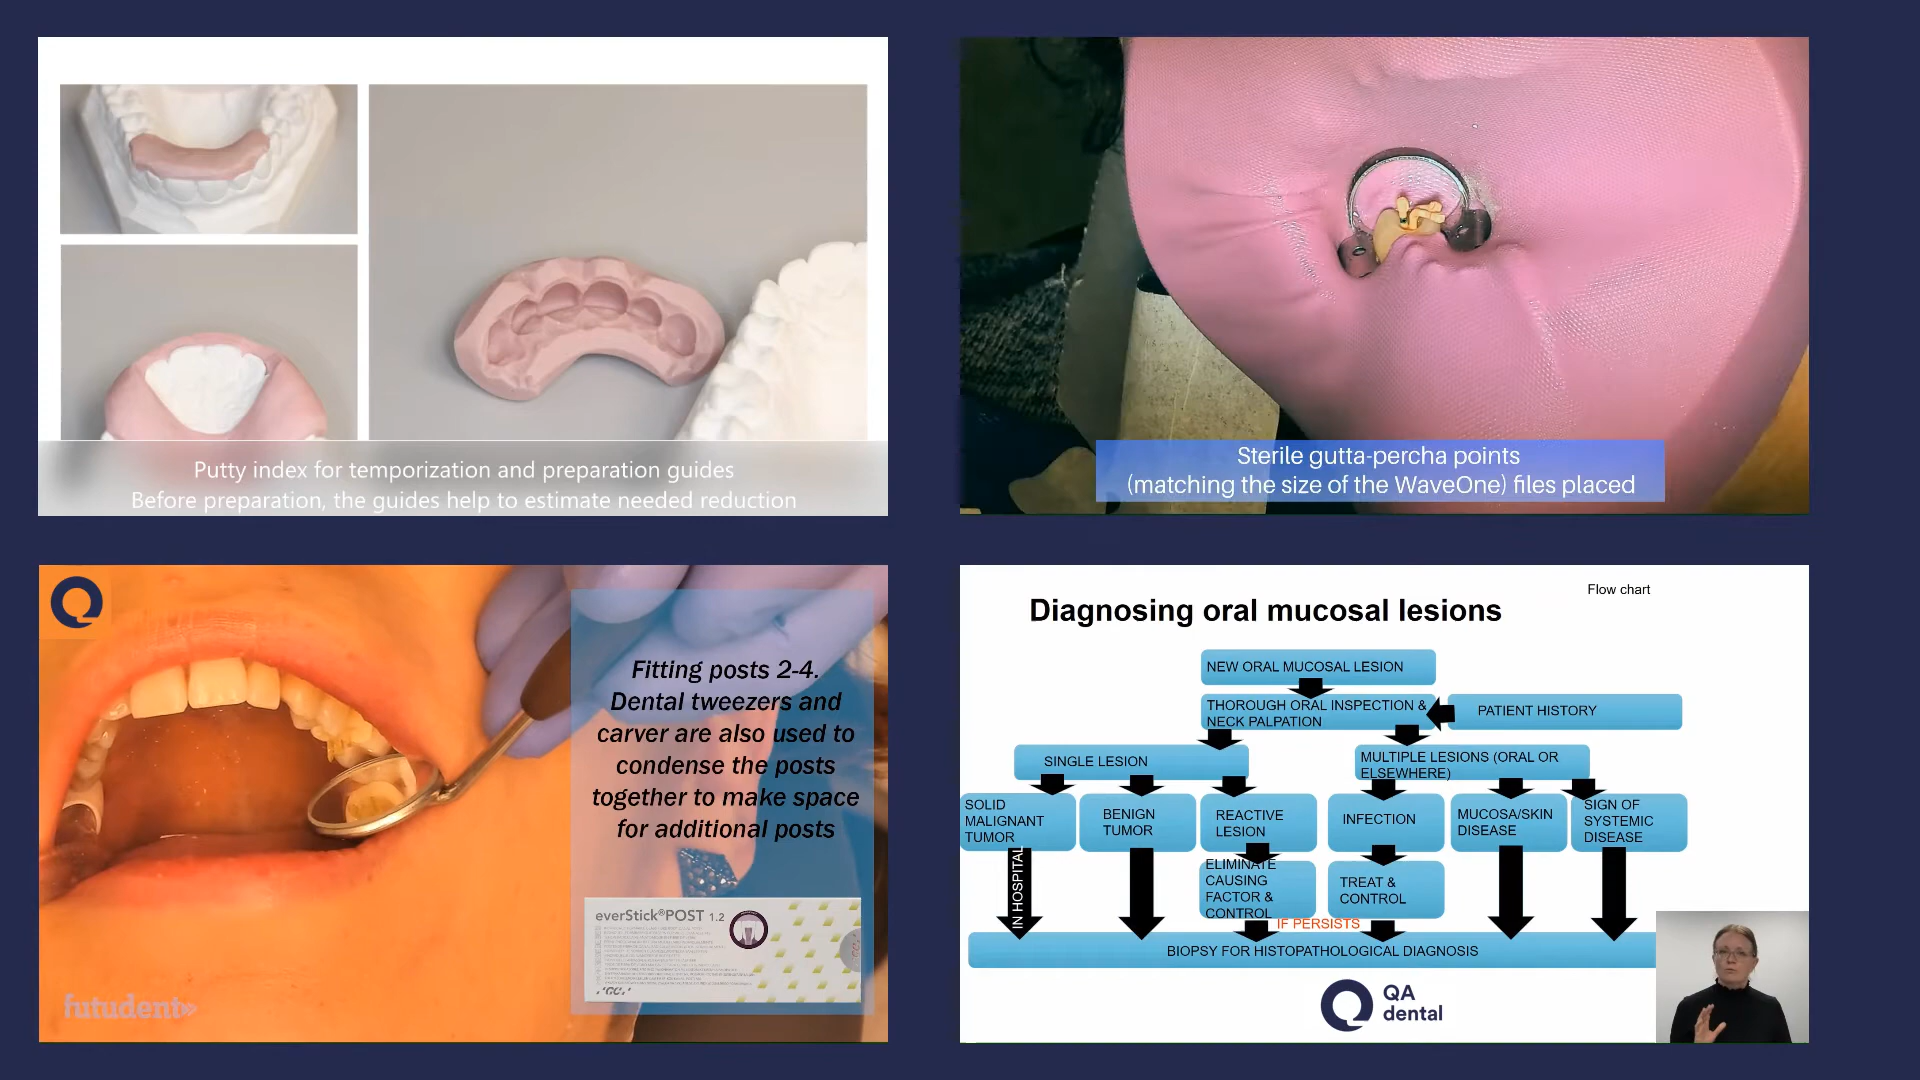 Putty index for temporization and preparation guides
Before preparation, the guides help to estimate needed reduction
Sterile gutta-percha points
(matching the size of the WaveOne) files placed
Fitting posts 2-4.
Dental tweezers and
carver are also used to
condense the posts
together to make space
for additional posts
everStick®POST 1.2
GC
futudent
Flow chart
Diagnosing oral mucosal lesions
NEW ORAL MUCOSAL LESION
THOROUGH ORAL INSPECTION &
NECK PALPATION
PATIENT HISTORY
SINGLE LESION
MULTIPLE LESIONS (ORAL OR
ELSEWHERE)
SOLID
MALIGNANT
TUMOR
BENIGN
TUMOR
REACTIVE
LESION
INFECTION
MUCOSA/SKIN
DISEASE
SIGN OF
SYSTEMIC
DISEASE
IN HOSPITAL
ELIMINATE
CAUSING
FACTOR &
CONTROL
TREAT &
CONTROL
IF PERSISTS
BIOPSY FOR HISTOPATHOLOGICAL DIAGNOSIS
QA
dental